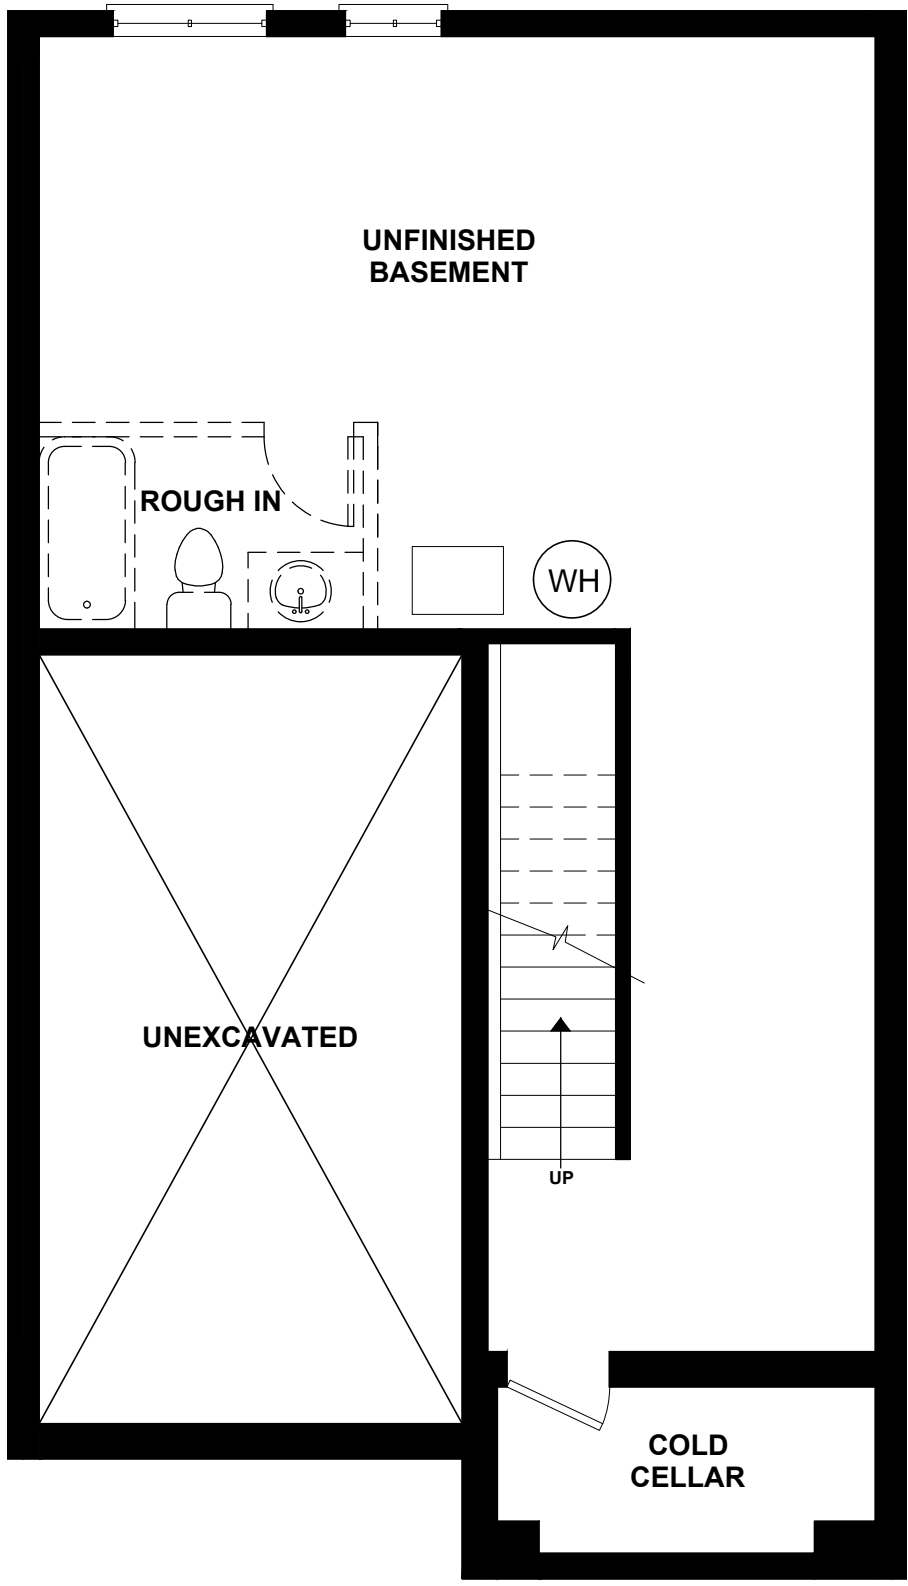 UNFINISHED
BASEMENT
ROUGH IN
WH
UNEXCAVATED
UP
COLD
CELLAR